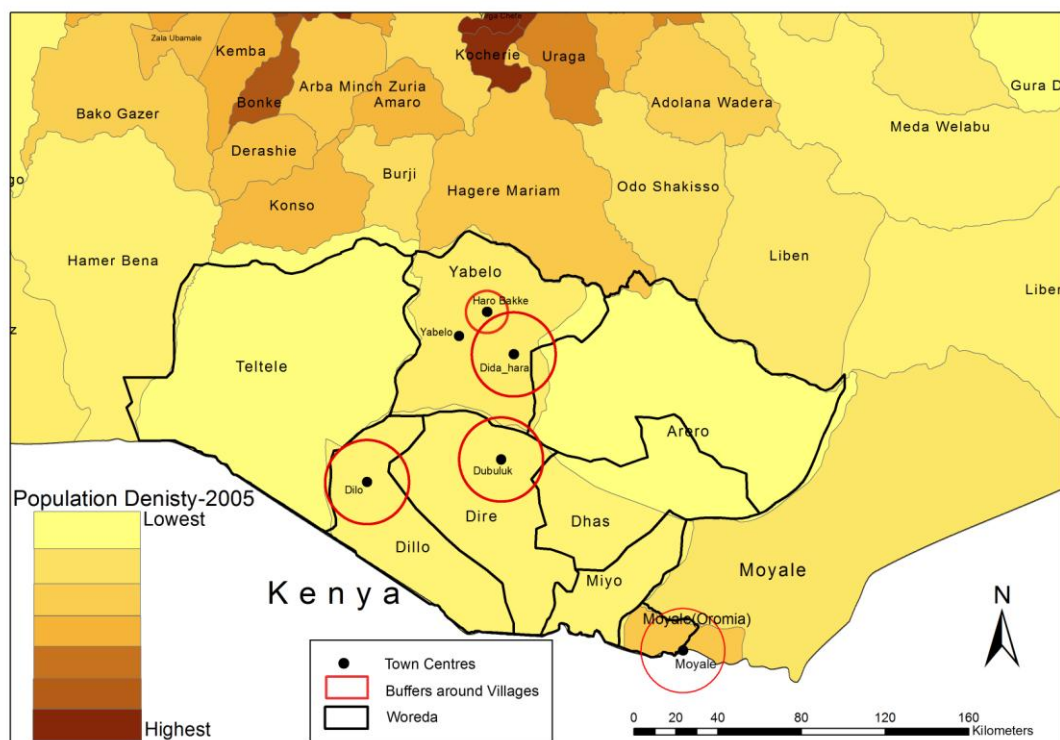 Zala Ubamale
Kemba
Kocherie
Uraga
Bonke
Arba Minch Zuria
Amaro
Adolana Wadera
Gura D
Bako Gazer
Meda Welabu
Derashie
Burji
go
Konso
Hagere Mariam
Odo Shakisso
Hamer Bena
Liben
Liben
Yabelo
Haro Bakke
Yabelo
z
Dida_hara
Teltele
Arero
Dubuluk
Dilo
Population Denisty-2005
Lowest
Highest
Dire
Dhas
Dillo
Miyo
Moyale
Kenya
Moyale(Oromia)
Moyale
N
Town Centres
Buffers around Villages
Woreda
0 20 40 80 120 160
Kilometers